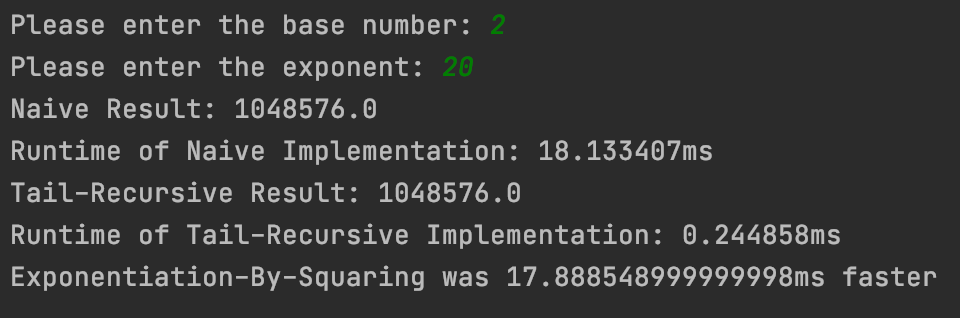 Please enter the base number: 2
Please enter the exponent: 20
Naive Result: 1048576.0
Runtime of Naive Implementation: 18.133407ms
Tail-Recursive Result: 1048576.0
Runtime of Tail-Recursive Implementation: 0.244858ms
Exponentiation-By-Squaring was 17.888548999999998ms faster